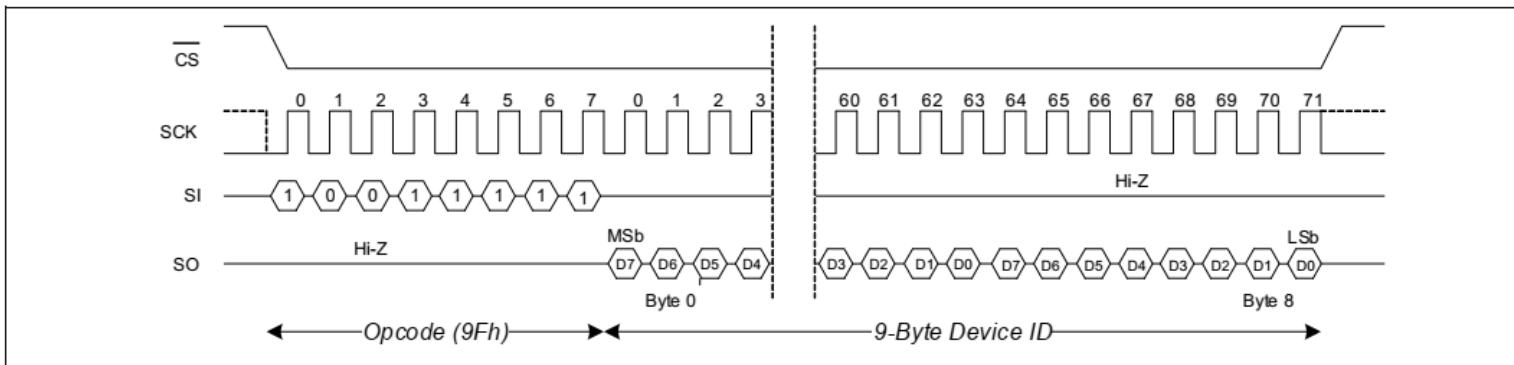 CS
SCK 0 1 2 3 4 5 6 7 0 1 2 3 60 61 62 63 64 65 66 67 68 69 70 71
SI 1 0 0 1 1 1 1 1 Hi-Z
Hi-Z MSb LSb
SO D7 D6 D5 D4 D3 D2 D1 D0 D7 D6 D5 D4 D3 D2 D1 D0
Byte 0 Byte 8
Opcode (9Fh) 9-Byte Device ID